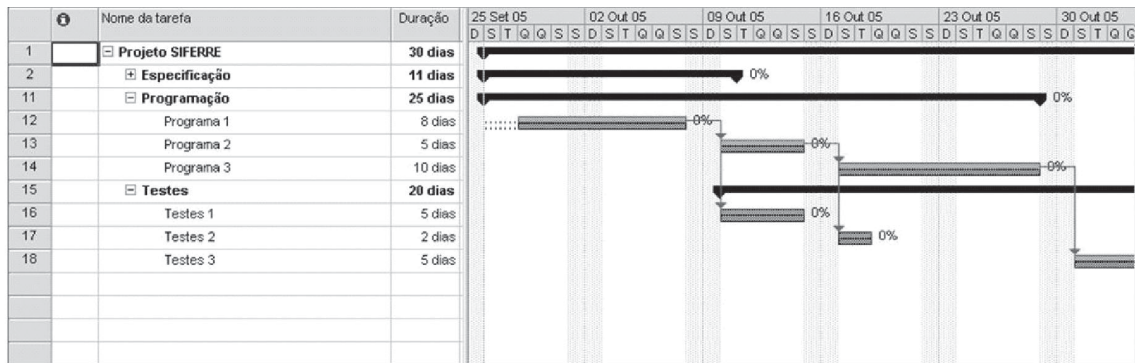 Nome da tarefa Duração 25 Set 05 02 Out 05 09 Out 05 16 Out 05 23 Out 05 30 Out 05
D S T Q Q S S D S T Q Q S S D S T Q Q S S D S T Q Q S S D S T Q Q S S D S T Q Q
1 Projeto SIFERRE 30 dias
2 Especificação 11 dias 0%
11 Programação 25 dias 0%
12 Programa 1 8 dias 0%
13 Programa 2 5 dias 0%
14 Programa 3 10 dias 0%
15 Testes 20 dias
16 Testes 1 5 dias 0%
17 Testes 2 2 dias 0%
18 Testes 3 5 dias